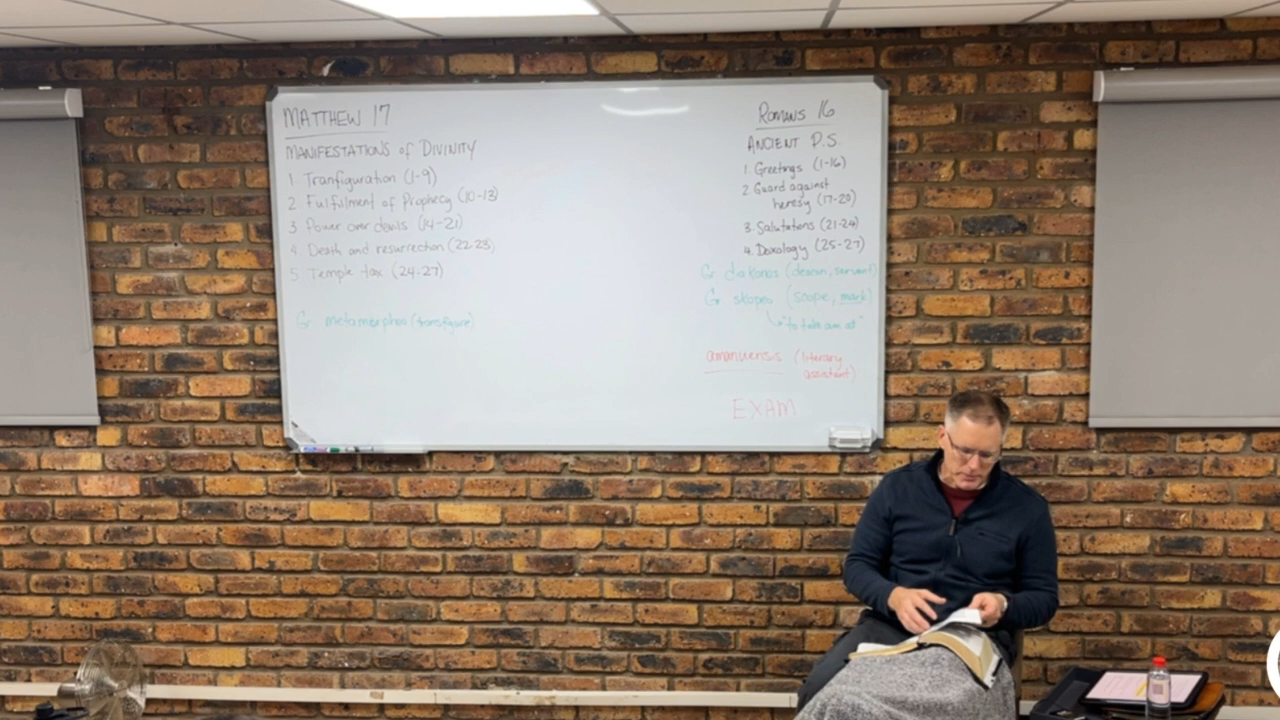 MATTHEW 17
MANIFESTATIONS of DIVINITY
1 Tranfiguration (1-9)
2 Fulfilment of Prophecy (10-13)
3 Power over devils (14-21)
4 Death and resurrection (22-23)
5 Temple tax (24-27)
Gr. metamorphoo (transfigure)
Romans 16
ANCIENT P.S.
1. Greetings (1-16)
2. Guard against
heresy (17-20)
3. Salutations (21-24)
4. Doxology (25-27)
Gr diakonos (deacon, servant)
Gr skopeo (scope, mark)
"to take aim at"
amanuensis (literary
assistant)
EXAM